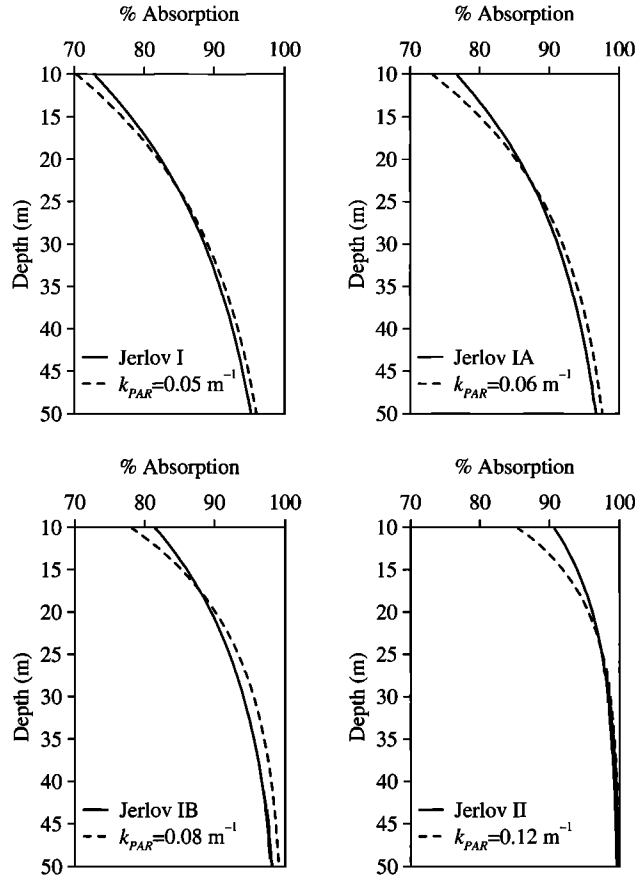 % Absorption
70 80 90 100
10
15
20
25
30
35
40
45
50
Depth (m)
Jerlov I
k_PAR=0.05 m⁻¹
% Absorption
70 80 90 100
10
15
20
25
30
35
40
45
50
Depth (m)
Jerlov IA
k_PAR=0.06 m⁻¹
% Absorption
70 80 90 100
10
15
20
25
30
35
40
45
50
Depth (m)
Jerlov IB
k_PAR=0.08 m⁻¹
% Absorption
70 80 90 100
10
15
20
25
30
35
40
45
50
Depth (m)
Jerlov II
k_PAR=0.12 m⁻¹